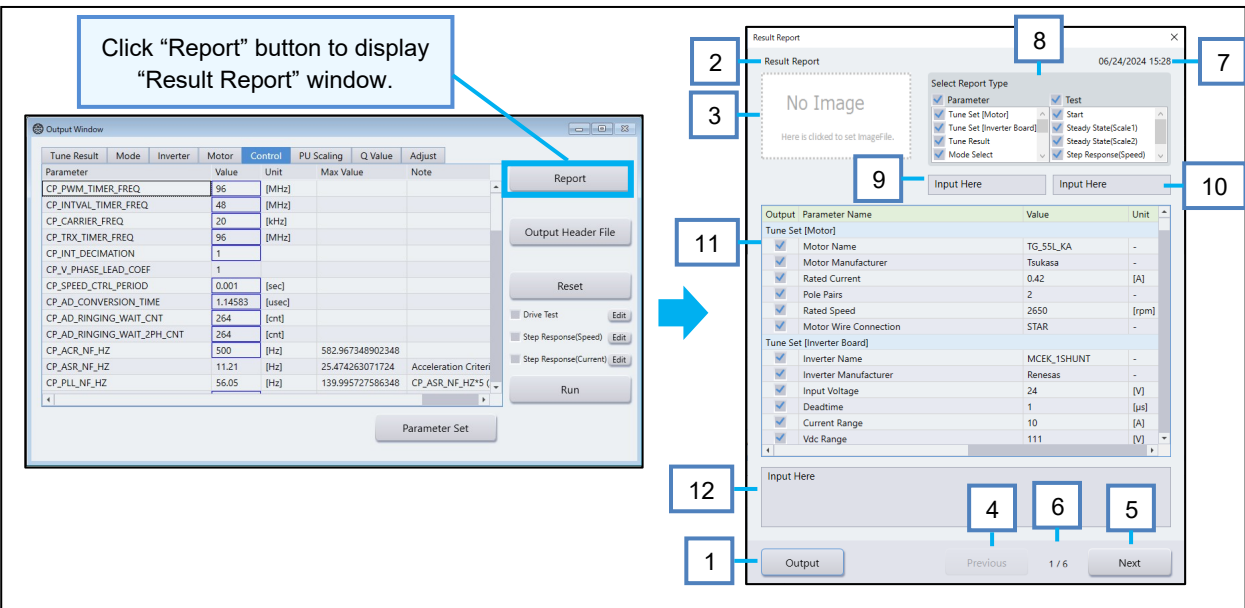 Click “Report” button to display
“Result Report” window.
Output Window
Tune Result Mode Inverter Motor Control PU Scaling Q Value Adjust
Parameter Value Unit Max Value Note
CP_PWM_TIMER_FREQ 96 [MHz]
CP_INTVAL_TIMER_FREQ 48 [MHz]
CP_CARRIER_FREQ 20 [kHz]
CP_TRX_TIMER_FREQ 96 [MHz]
CP_INT_DECIMATION 1
CP_V_PHASE_LEAD_COEF 1
CP_SPEED_CTRL_PERIOD 0.001 [sec]
CP_AD_CONVERSION_TIME 1.14583 [usec]
CP_AD_RINGING_WAIT_CNT 264 [cnt]
CP_AD_RINGING_WAIT_2PH_CNT 264 [cnt]
CP_ACR_NF_HZ 500 [Hz] 582.967348902348
CP_ASR_NF_HZ 11.21 [Hz] 25.474263071724 Acceleration Criteri
CP_PLL_NF_HZ 56.05 [Hz] 139.995727586348 CP_ASR_NF_HZ*5 (
Report
Output Header File
Reset
Drive Test Edit
Step Response(Speed) Edit
Step Response(Current) Edit
Run
Parameter Set
Result Report
2
Result Report
8
06/24/2024 15:28
7
3
No Image
Here is clicked to set ImageFile.
Select Report Type
Parameter Test
Tune Set [Motor] Start
Tune Set [Inverter Board] Steady State(Scale1)
Tune Result Steady State(Scale2)
Mode Select Step Response(Speed)
9
Input Here Input Here
10
11
Output Parameter Name Value Unit
Tune Set [Motor]
Motor Name TG_55L_KA -
Motor Manufacturer Tsukasa -
Rated Current 0.42 [A]
Pole Pairs 2 -
Rated Speed 2650 [rpm]
Motor Wire Connection STAR -
Tune Set [Inverter Board]
Inverter Name MCEK_1SHUNT -
Inverter Manufacturer Renesas -
Input Voltage 24 [V]
Deadtime 1 [µs]
Current Range 10 [A]
Vdc Range 111 [V]
12
Input Here
4
6
5
1
Output Previous 1 / 6 Next